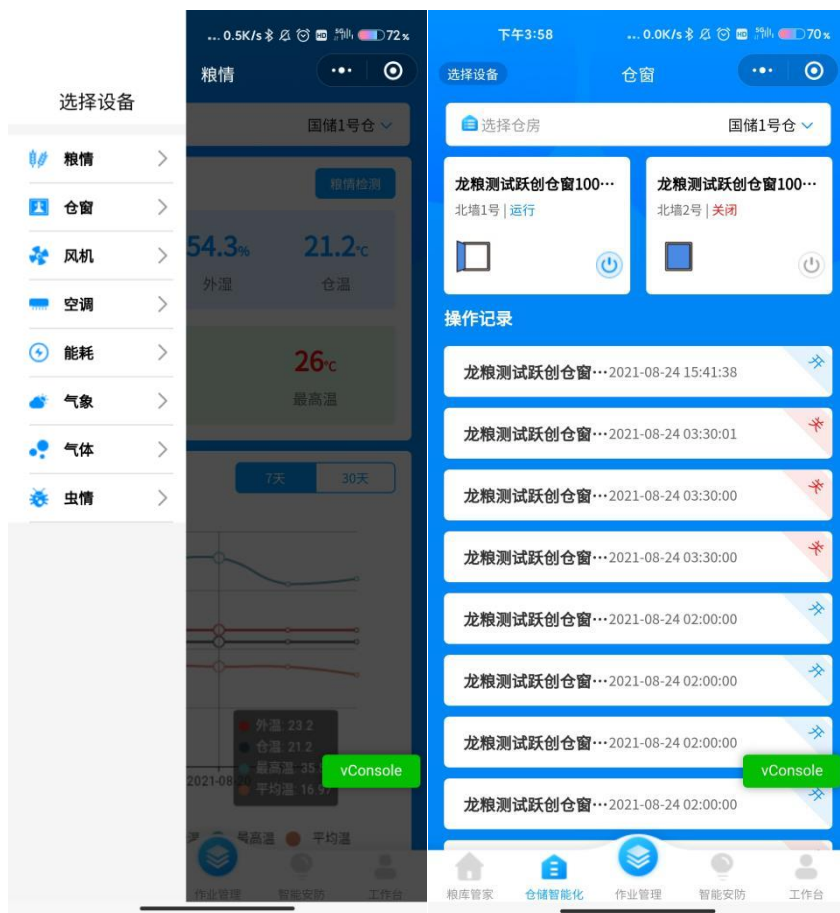 ... 0.5K/s HD 5G 72%
粮情
选择设备
粮情
仓窗
风机
空调
能耗
气象
气体
虫情
国储1号仓
粮情检测
54.3% 21.2℃
外湿 仓温
26℃
最高温
7天 30天
外温: 23.2
仓温: 21.2
最高温: 35.
平均温: 16.97
2021-08-20
vConsole
最高温 平均温
作业管理 智能安防 工作台
下午3:58 ... 0.0K/s HD 5G 70%
选择设备 仓窗
选择仓房 国储1号仓
龙粮测试跃创仓窗100…
北墙1号 | 运行
龙粮测试跃创仓窗100…
北墙2号 | 关闭
操作记录
龙粮测试跃创仓窗…2021-08-24 15:41:38 开
龙粮测试跃创仓窗…2021-08-24 03:30:01 关
龙粮测试跃创仓窗…2021-08-24 03:30:00 关
龙粮测试跃创仓窗…2021-08-24 03:30:00 关
龙粮测试跃创仓窗…2021-08-24 02:00:00 开
龙粮测试跃创仓窗…2021-08-24 02:00:00 开
龙粮测试跃创仓窗…2021-08-24 02:00:00 开
vConsole
龙粮测试跃创仓窗…2021-08-24 02:00:00 开
粮库管家 仓储智能化 作业管理 智能安防 工作台